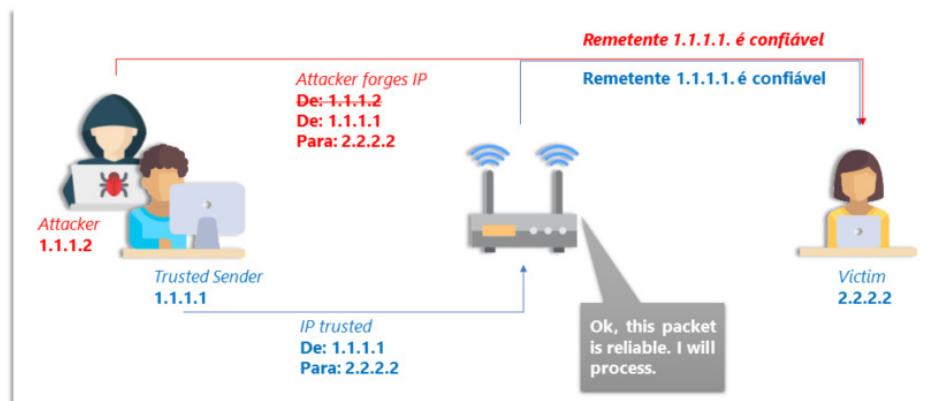 Remetente 1.1.1.1. é confiável
Remetente 1.1.1.1. é confiável
Attacker forges IP
De: 1.1.1.2
De: 1.1.1.1
Para: 2.2.2.2
Attacker
1.1.1.2
Trusted Sender
1.1.1.1
Victim
2.2.2.2
IP trusted
De: 1.1.1.1
Para: 2.2.2.2
Ok, this packet
is reliable. I will
process.